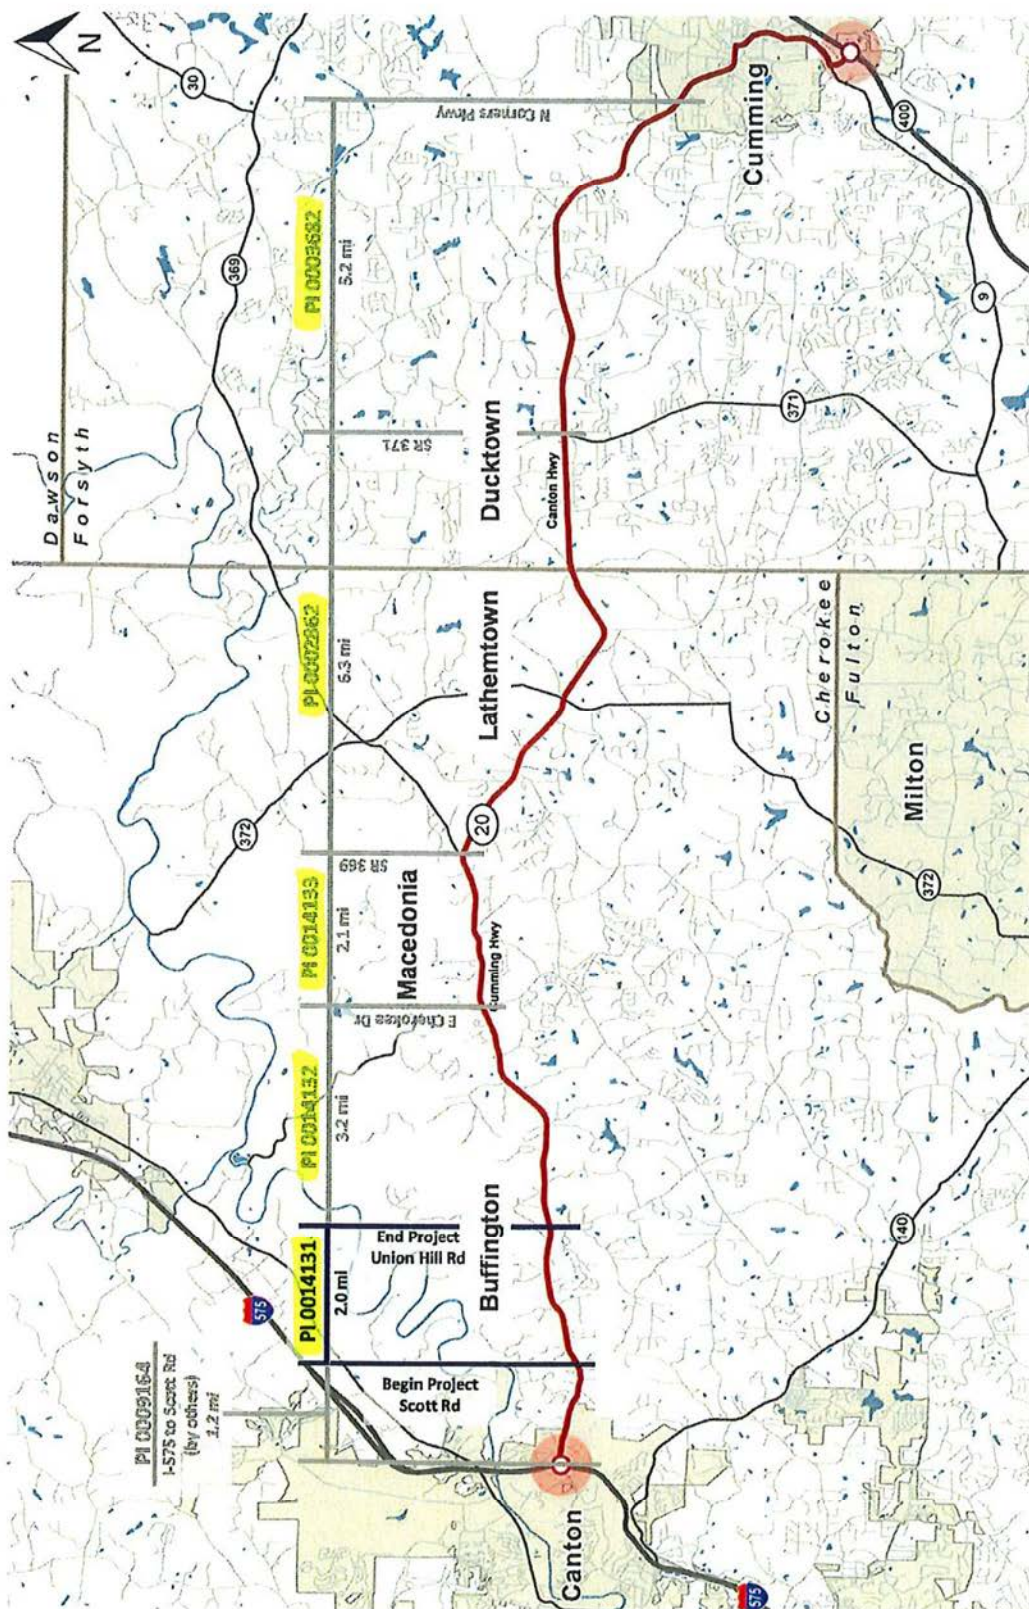 N
Dawson
Forsyth
30
369
N Corners Pkwy
Cumming
400
9
PI 0003682
5.2 mi
SR 371
371
Ducktown
Canton Hwy
PI 0002862
6.3 mi
Lathemtown
Cherokee
Fulton
Milton
372
372
20
SR 369
PI 0014133
2.1 mi
Macedonia
Cumming Hwy
E Cherokee Dr
PI 0014132
3.2 mi
PI 0014131
2.0 mi
End Project
Union Hill Rd
Buffington
Begin Project
Scott Rd
575
140
PI 0009164
I-575 to Scott Rd
(by others)
1.2 mi
Canton
575